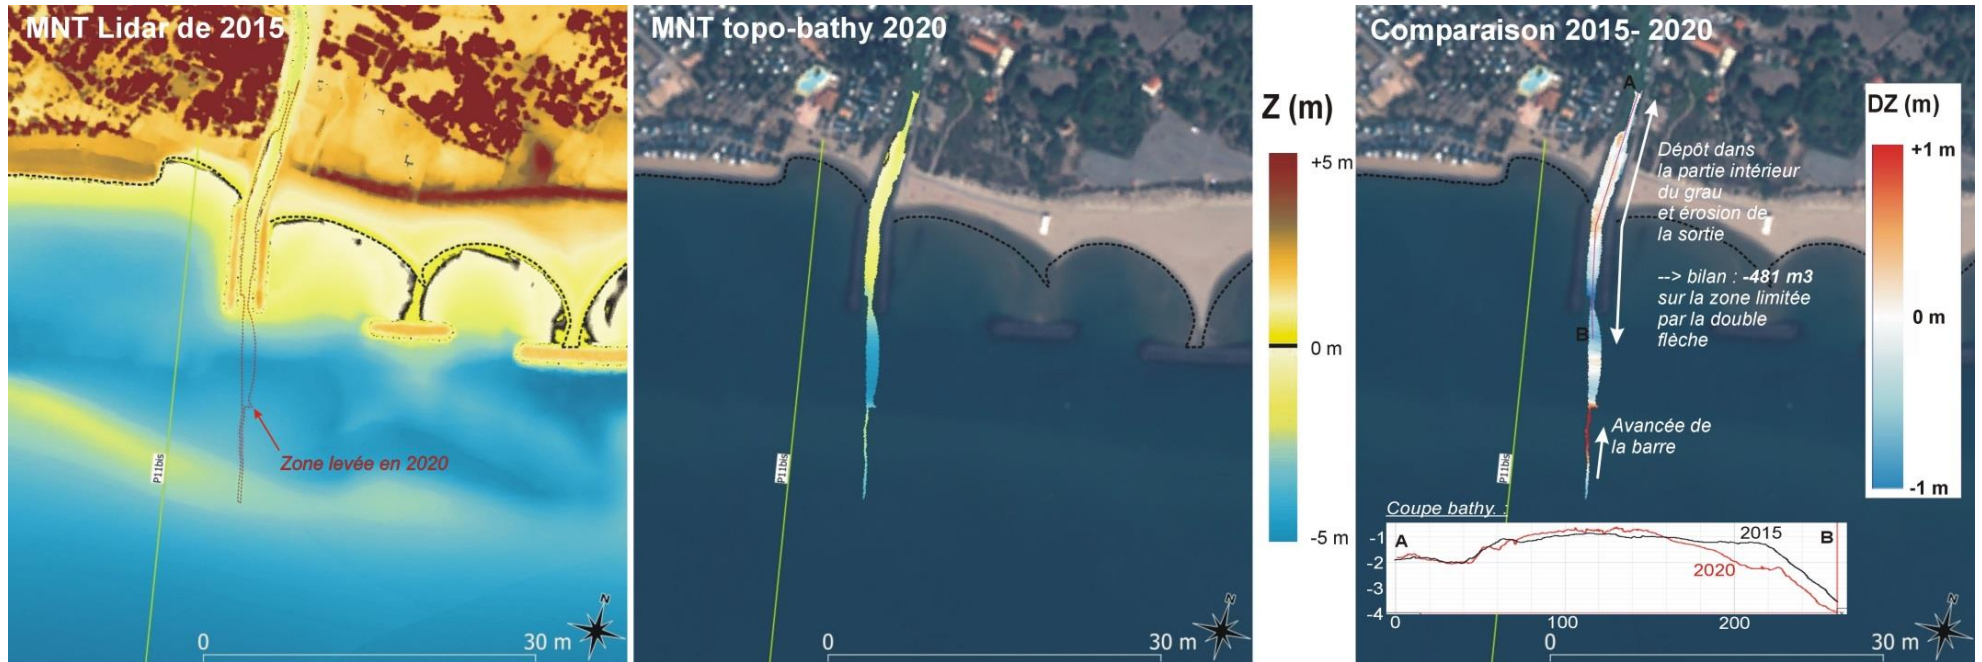 MNT Lidar de 2015
Zone levée en 2020
P11bis
N
0 30 m
MNT topo-bathy 2020
P11bis
N
0 30 m
Z (m)
+5 m
0 m
-5 m
Comparaison 2015- 2020
A
Dépôt dans
la partie intérieur
du grau
et érosion de
la sortie
--> bilan : -481 m3
sur la zone limitée
par la double
flèche
B
Avancée de
la barre
P11bis
DZ (m)
+1 m
0 m
-1 m
Coupe bathy. :
A
2015
B
2020
-1
-2
-3
-4
0 100 200
N
0 30 m